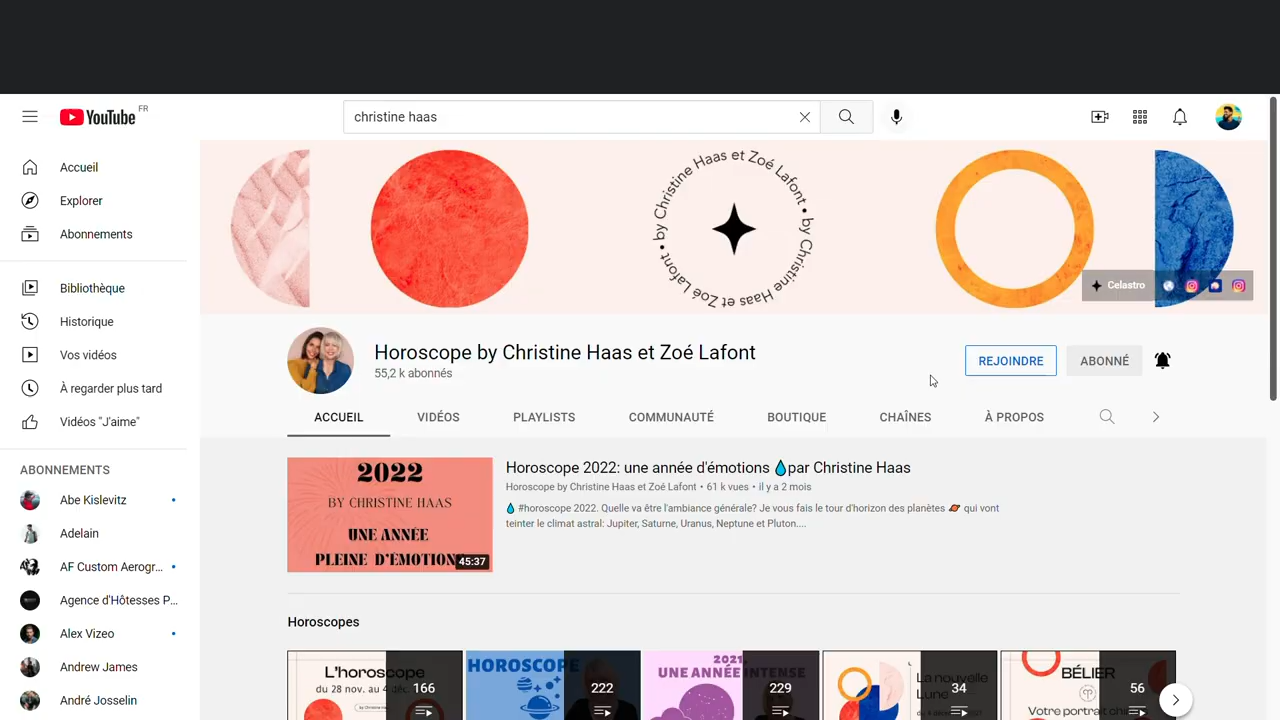 YouTube FR
christine haas
Accueil
Explorer
Abonnements
Bibliothèque
Historique
Vos vidéos
À regarder plus tard
Vidéos "J'aime"
ABONNEMENTS
Abe Kislevitz
Adelain
AF Custom Aerogr...
Agence d'Hôtesses P...
Alex Vizeo
Andrew James
André Josselin
by Christine Haas et Zoé Lafont • by Christine Haas et Zoé Lafont •
Celastro
Horoscope by Christine Haas et Zoé Lafont
55,2 k abonnés
REJOINDRE
ABONNÉ
ACCUEIL
VIDÉOS
PLAYLISTS
COMMUNAUTÉ
BOUTIQUE
CHAÎNES
À PROPOS
2022
BY CHRISTINE HAAS
UNE ANNÉE
PLEINE D'ÉMOTION
45:37
Horoscope 2022: une année d'émotions 💧par Christine Haas
Horoscope by Christine Haas et Zoé Lafont • 61 k vues • il y a 2 mois
💧 #horoscope 2022. Quelle va être l'ambiance générale? Je vous fais le tour d'horizon des planètes 🪐 qui vont
teinter le climat astral: Jupiter, Saturne, Uranus, Neptune et Pluton....
Horoscopes
L'horoscope
du 28 nov. au 4 déc.
166
HOROSCOPE
222
2021,
UNE ANNÉE INTENSE
229
La nouvelle
Lune
34
BÉLIER
Votre portrait
56